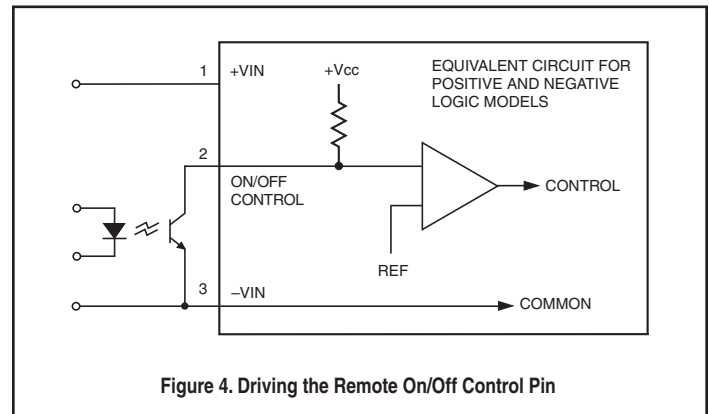 1
+VIN
+Vcc
EQUIVALENT CIRCUIT FOR
POSITIVE AND NEGATIVE
LOGIC MODELS
2
ON/OFF
CONTROL
CONTROL
REF
3
–VIN
COMMON
Figure 4. Driving the Remote On/Off Control Pin